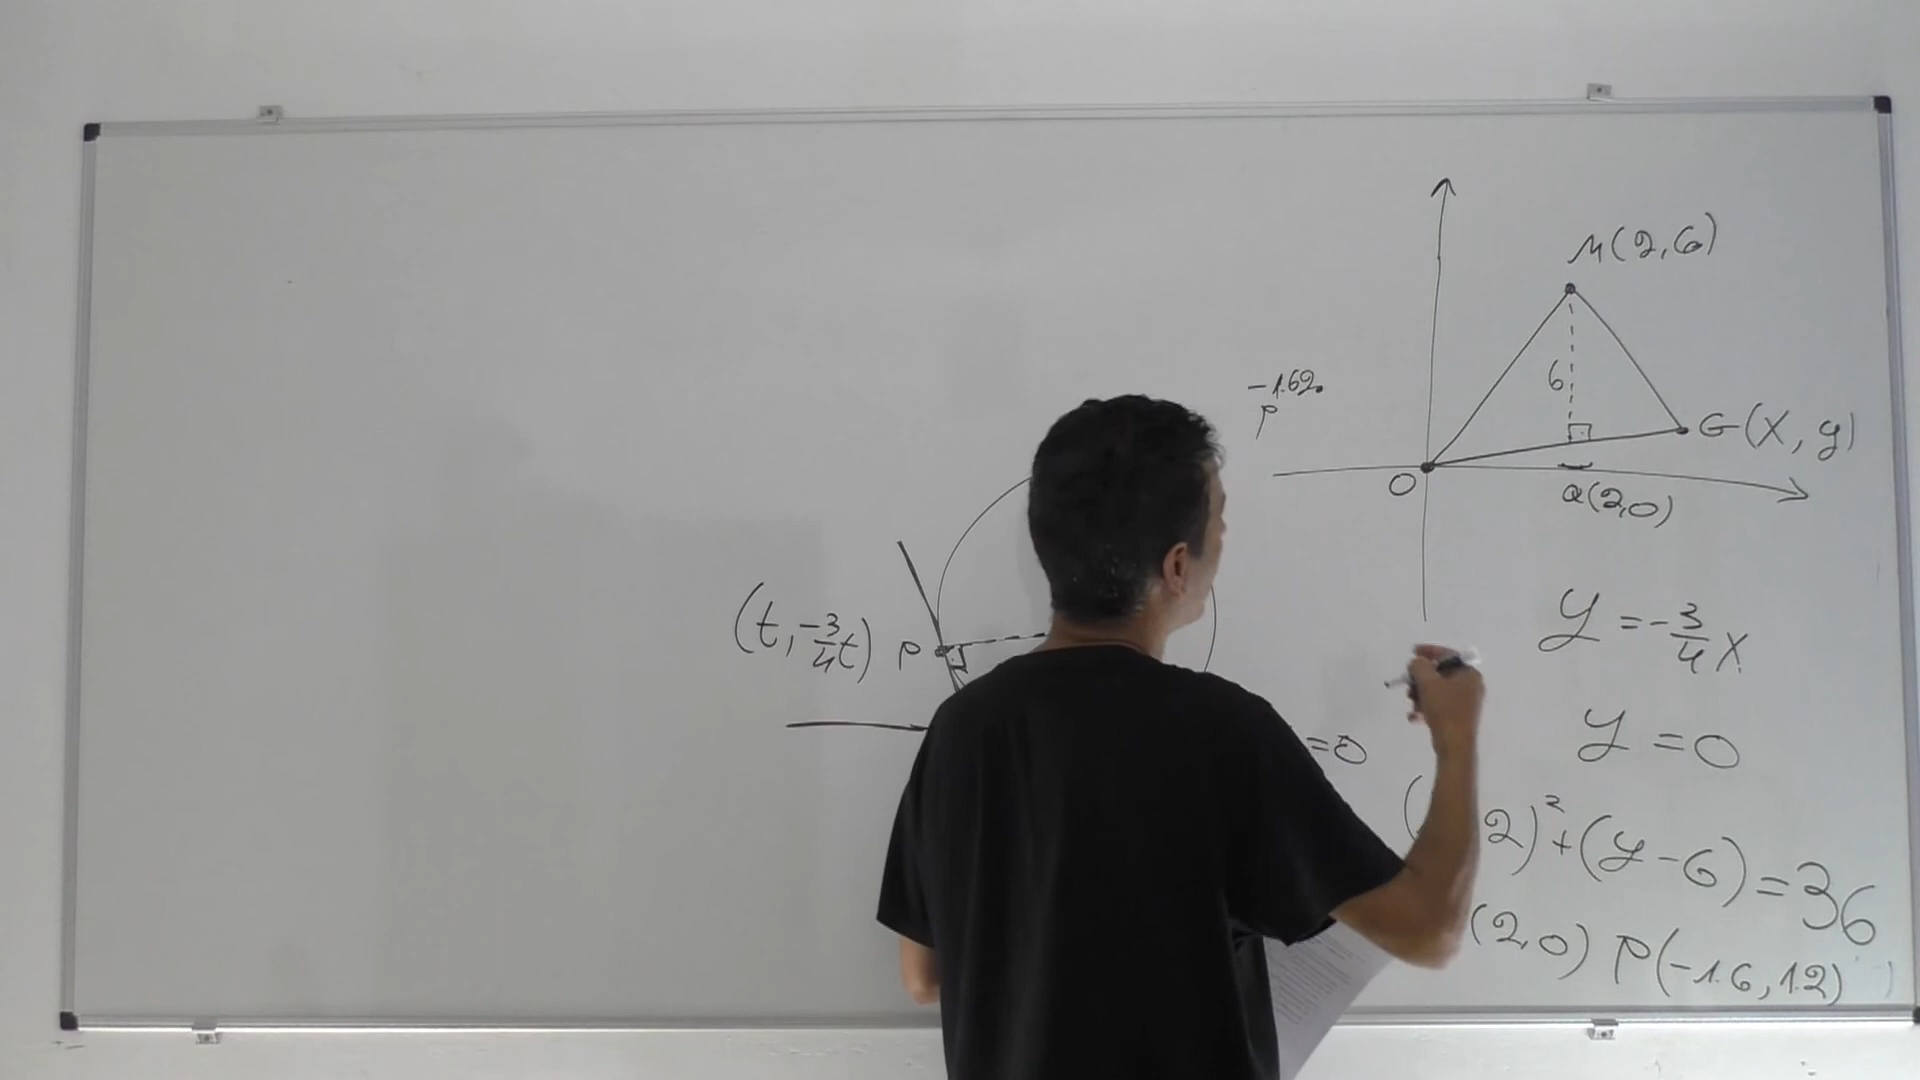 M(2,6)
-1.62
P
6
G(x, y)
O
Q(2,0)
(t, -3/4 t) P
y = -3/4 x
y = 0
=0
2)² + (y-6) = 36
(2,0) P(-1.6, 1.2)